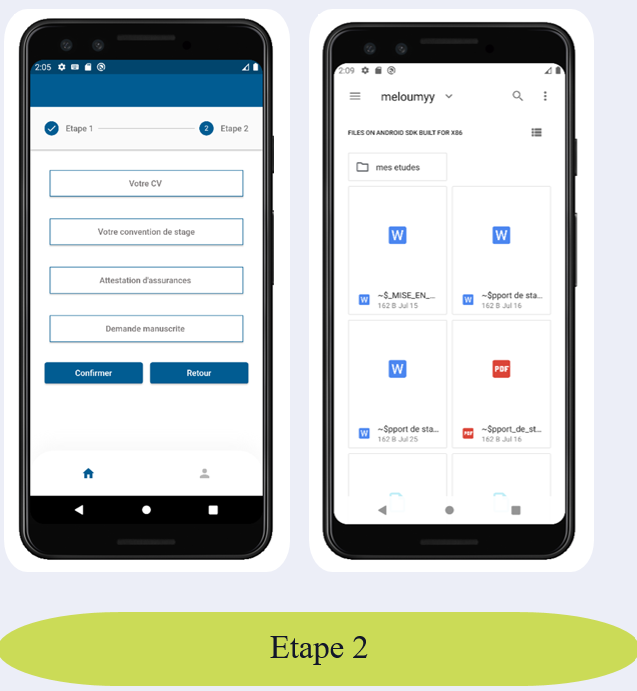 2:05
Etape 1
2
Etape 2
Votre CV
Votre convention de stage
Attestation d'assurances
Demande manuscrite
Confirmer
Retour
2:09
meloumyy
FILES ON ANDROID SDK BUILT FOR X86
mes etudes
W
W
W ~$_MISE_EN_...
162 B Jul 15
W ~$pport de sta...
162 B Jul 16
W
PDF
W ~$pport de sta...
162 B Jul 25
PDF ~$pport_de_st...
162 B Jul 16
Etape 2